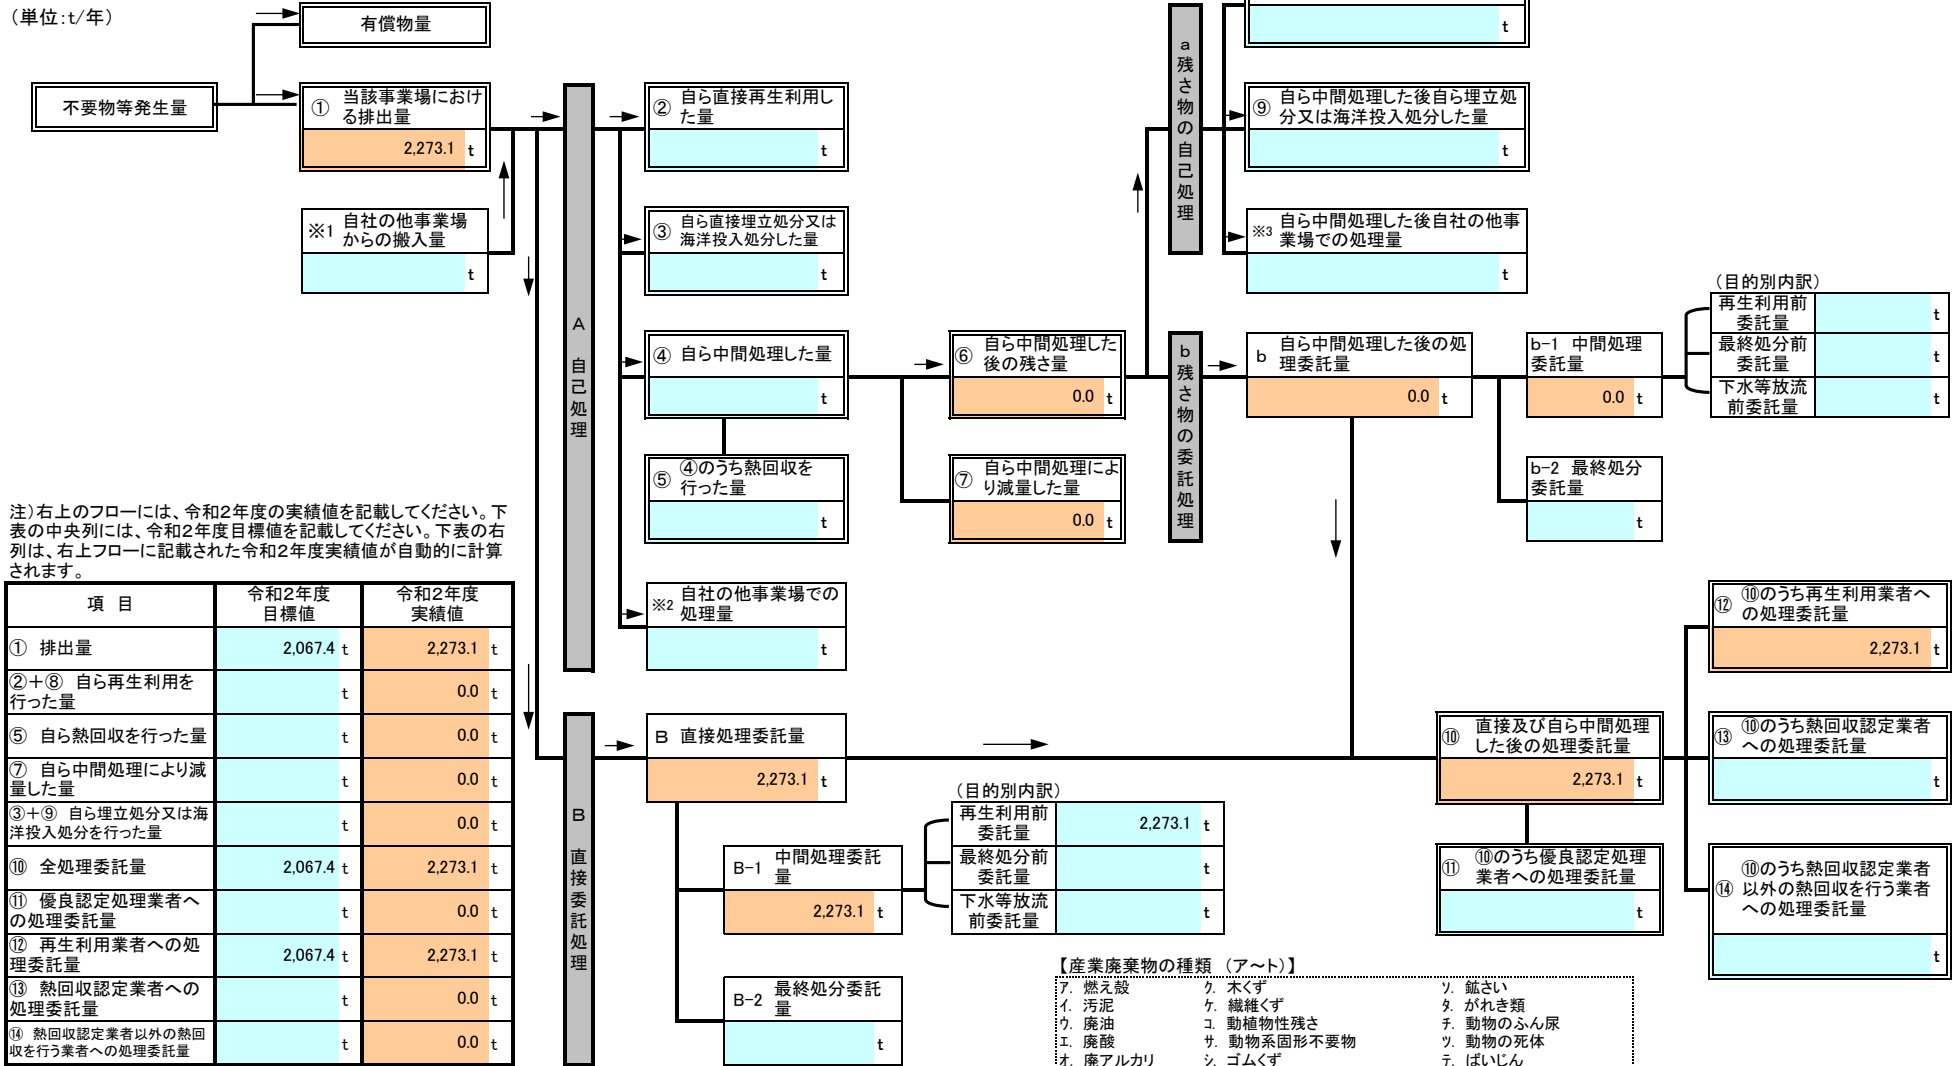 (単位:t/年)
有償物量
不要物等発生量
① 当該事業場におけ
る排出量
2,273.1 t
※1 自社の他事業場
からの搬入量
t
A 自己処理
② 自ら直接再生利用し
た量
t
③ 自ら直接埋立処分又は
海洋投入処分した量
t
④ 自ら中間処理した量
t
⑤ ④のうち熱回収を
行った量
t
※2 自社の他事業場での
処理量
t
⑥ 自ら中間処理した
後の残さ量
0.0 t
⑦ 自ら中間処理によ
り減量した量
0.0 t
a 残さ物の自己処理
t
⑨ 自ら中間処理した後自ら埋立処
分又は海洋投入処分した量
t
※3 自ら中間処理した後自社の他事
業場での処理量
t
b 残さ物の委託処理
b 自ら中間処理した後の処
理委託量
0.0 t
b-1 中間処理
委託量
0.0 t
b-2 最終処分
委託量
t
(目的別内訳)
再生利用前
委託量 t
最終処分前
委託量 t
下水等放流
前委託量 t
注)右上のフローには、令和2年度の実績値を記載してください。下
表の中央列には、令和2年度目標値を記載してください。下表の右
列は、右上フローに記載された令和2年度実績値が自動的に計算
されます。
項 目 令和2年度 目標値 令和2年度 実績値
① 排出量 2,067.4 t 2,273.1 t
②+⑧ 自ら再生利用を
行った量 t 0.0 t
⑤ 自ら熱回収を行った量 t 0.0 t
⑦ 自ら中間処理により減
量した量 t 0.0 t
③+⑨ 自ら埋立処分又は海
洋投入処分を行った量 t 0.0 t
⑩ 全処理委託量 2,067.4 t 2,273.1 t
⑪ 優良認定処理業者へ
の処理委託量 t 0.0 t
⑫ 再生利用業者への処
理委託量 2,067.4 t 2,273.1 t
⑬ 熱回収認定業者への
処理委託量 t 0.0 t
⑭ 熱回収認定業者以外の熱回
収を行う業者への処理委託量 t 0.0 t
B 直接委託処理
B 直接処理委託量
2,273.1 t
B-1 中間処理委託
量
2,273.1 t
B-2 最終処分委託
量
t
(目的別内訳)
再生利用前
委託量 2,273.1 t
最終処分前
委託量 t
下水等放流
前委託量 t
⑩ 直接及び自ら中間処理
した後の処理委託量
2,273.1 t
⑪ ⑩のうち優良認定処理
業者への処理委託量
t
⑫ ⑩のうち再生利用業者へ
の処理委託量
2,273.1 t
⑬ ⑩のうち熱回収認定業者
への処理委託量
t
⑭ ⑩のうち熱回収認定業者
以外の熱回収を行う業者
への処理委託量
t
【産業廃棄物の種類 (ア~ト)】
ア. 燃え殻 ク. 木くず ソ. 鉱さい
イ. 汚泥 ケ. 繊維くず タ. がれき類
ウ. 廃油 コ. 動植物性残さ チ. 動物のふん尿
エ. 廃酸 サ. 動物系固形不要物 ツ. 動物の死体
オ. 廃アルカリ シ. ゴムくず テ. ばいじん